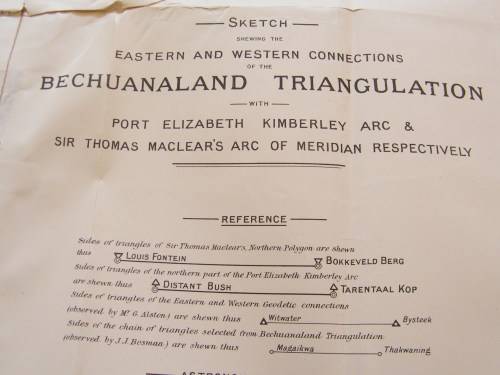 SKETCH
SHEWING THE
EASTERN AND WESTERN CONNECTIONS
OF THE
BECHUANALAND TRIANGULATION
WITH
PORT ELIZABETH KIMBERLEY ARC &
SIR THOMAS MACLEAR'S ARC OF MERIDIAN RESPECTIVELY
REFERENCE
Sides of triangles of Sir Thomas Maclear's, Northern Polygon are shewn
thus LOUIS FONTEIN BOKKEVELD BERG
Sides of triangles of the northern part of the Port Elizabeth Kimberley Arc
are shewn thus DISTANT BUSH TARENTAAL KOP
Sides of triangles of the Eastern and Western Geodetic connections
(observed by Mr. G. Alston) are shewn thus Witwater Bysteek
Sides of the chain of triangles selected from Bechuanaland Triangulation
(observed by J.J. Bosman) are shewn thus Magaikwa Thakwaning